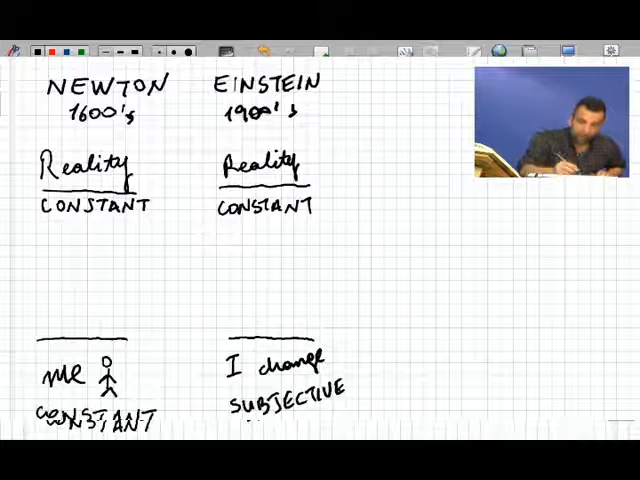 NEWTON
1600's
Reality
CONSTANT
me
CONSTANT
EINSTEIN
1900's
Reality
CONSTANT
I change
SUBJECTIVE